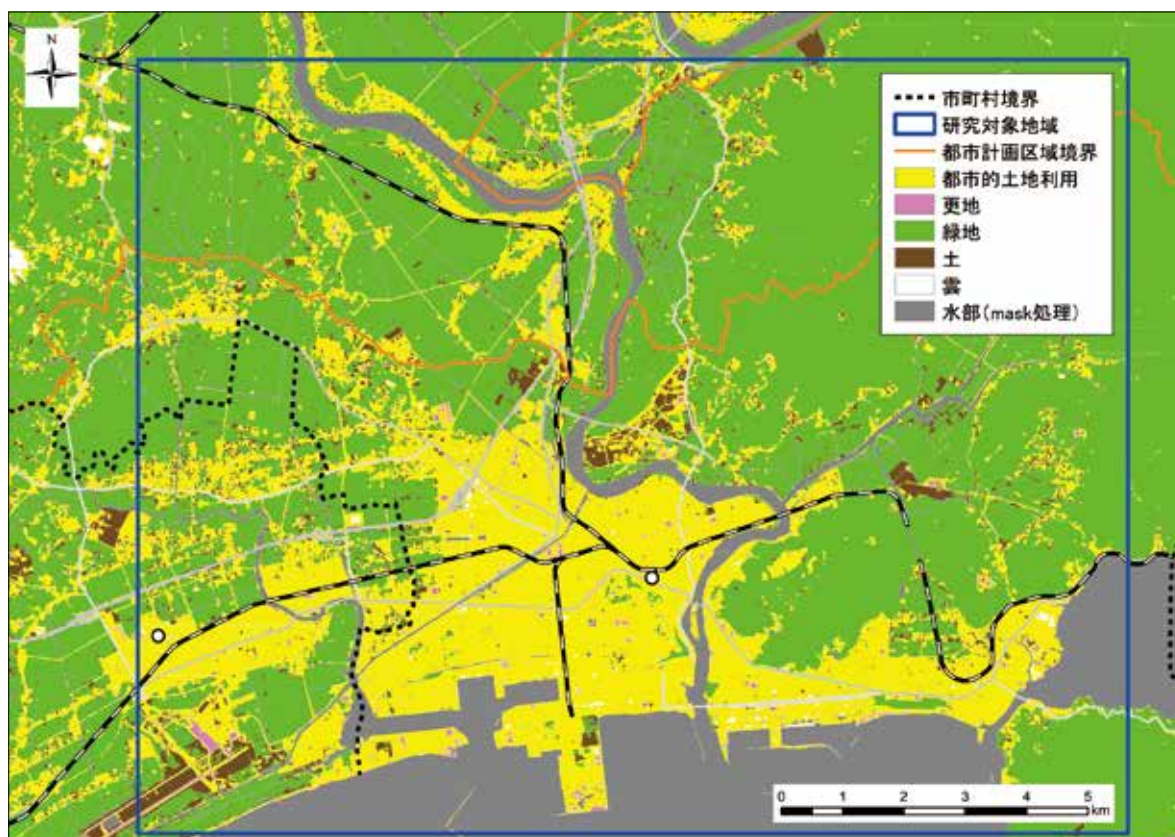 N
市町村境界
研究対象地域
都市計画区域境界
都市的土地利用
更地
緑地
土
雲
水部(mask処理)
0 1 2 3 4 5
km